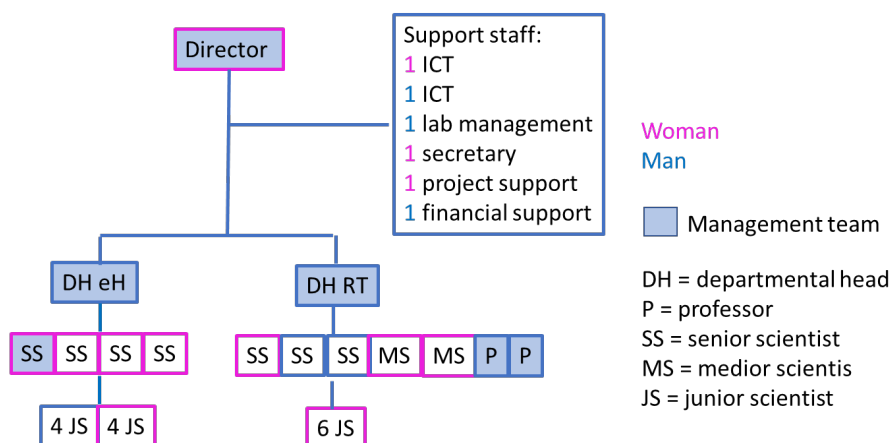 Director
Support staff:
1 ICT
1 ICT
1 lab management
1 secretary
1 project support
1 financial support
Woman
Man
Management team
DH eH
DH RT
DH = departmental head
P = professor
SS = senior scientist
MS = medior scientis
JS = junior scientist
SS SS SS SS
SS SS SS MS MS P P
4 JS 4 JS
6 JS